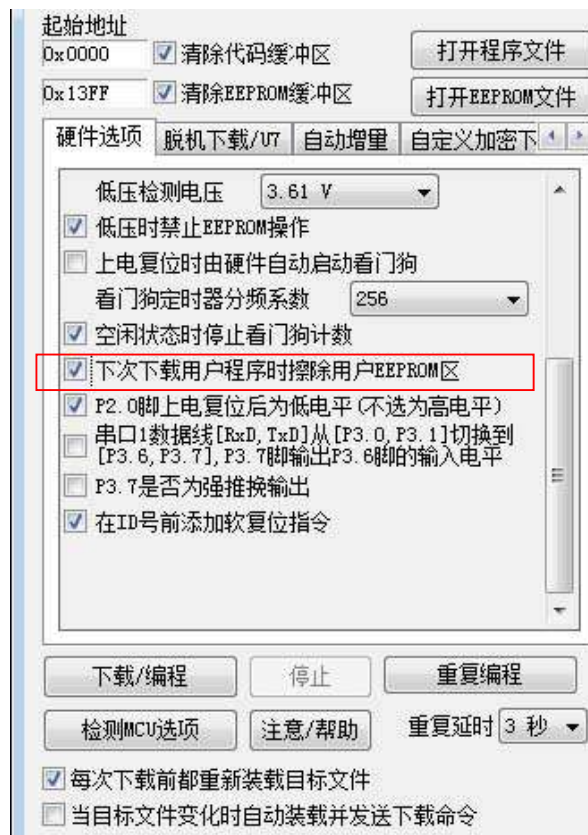 起始地址
0x0000 清除代码缓冲区 打开程序文件
0x13FF 清除EEPROM缓冲区 打开EEPROM文件
硬件选项 脱机下载/U7 自动增量 自定义加密下
低压检测电压 3.61 V
低压时禁止EEPROM操作
上电复位时由硬件自动启动看门狗
看门狗定时器分频系数 256
空闲状态时停止看门狗计数
下次下载用户程序时擦除用户EEPROM区
P2.0脚上电复位后为低电平(不选为高电平)
串口1数据线[RxD,TxD]从[P3.0,P3.1]切换到
[P3.6,P3.7],P3.7脚输出P3.6脚的输入电平
P3.7是否为强推挽输出
在ID号前添加软复位指令
下载/编程 停止 重复编程
检测MCU选项 注意/帮助 重复延时 3 秒
每次下载前都重新装载目标文件
当目标文件变化时自动装载并发送下载命令